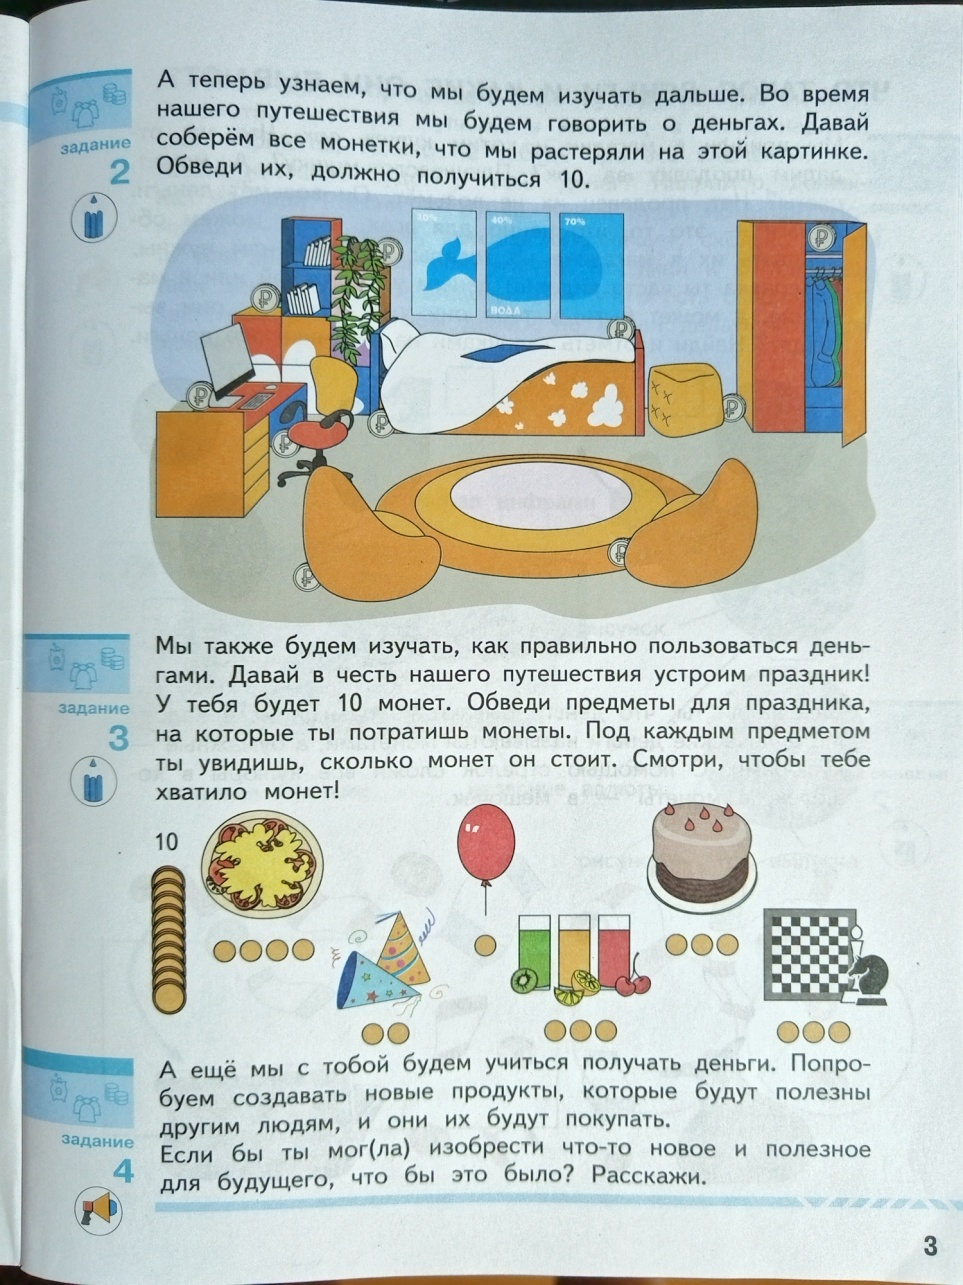 задание
2
А теперь узнаем, что мы будем изучать дальше. Во время
нашего путешествия мы будем говорить о деньгах. Давай
соберём все монетки, что мы растеряли на этой картинке.
Обведи их, должно получиться 10.
40%
70%
ВОДА
₽
₽
₽
₽
₽
₽
₽
₽
₽
₽
задание
3
Мы также будем изучать, как правильно пользоваться день-
гами. Давай в честь нашего путешествия устроим праздник!
У тебя будет 10 монет. Обведи предметы для праздника,
на которые ты потратишь монеты. Под каждым предметом
ты увидишь, сколько монет он стоит. Смотри, чтобы тебе
хватило монет!
10
задание
4
А ещё мы с тобой будем учиться получать деньги. Попро-
буем создавать новые продукты, которые будут полезны
другим людям, и они их будут покупать.
Если бы ты мог(ла) изобрести что-то новое и полезное
для будущего, что бы это было? Расскажи.
3